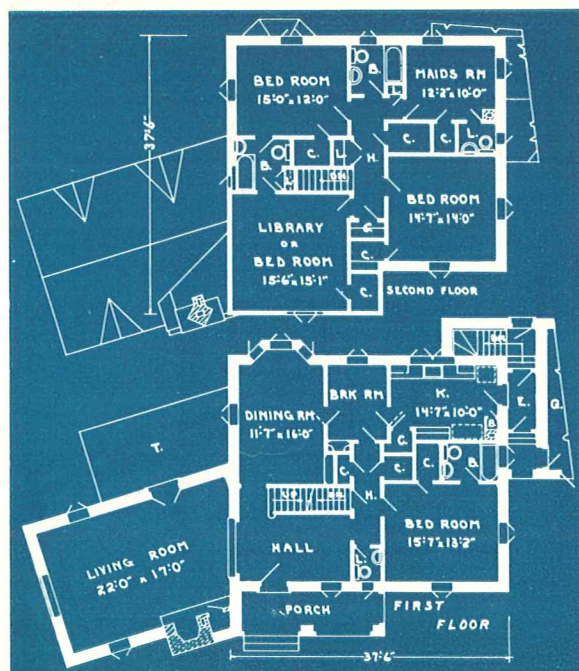 BED ROOM
15'0" x 12'0"
B.
L.
MAIDS RM
12'2" x 10'0"
37'6"
B.
C.
L.
H.
C.
C.
L.
DN.
LIBRARY
OR
BED ROOM
15'6" x 15'1"
BED ROOM
14'7" x 14'0"
C.
C.
C.
SECOND FLOOR
DINING RM
11'7" x 16'0"
BRK RM
K.
14'7" x 10'0"
E.
G.
T.
C.
C.
C.
C.
B.
B.
UP
H.
LIVING ROOM
22'0" x 17'0"
HALL
BED ROOM
15'7" x 13'2"
L.
PORCH
FIRST
FLOOR
37'6"